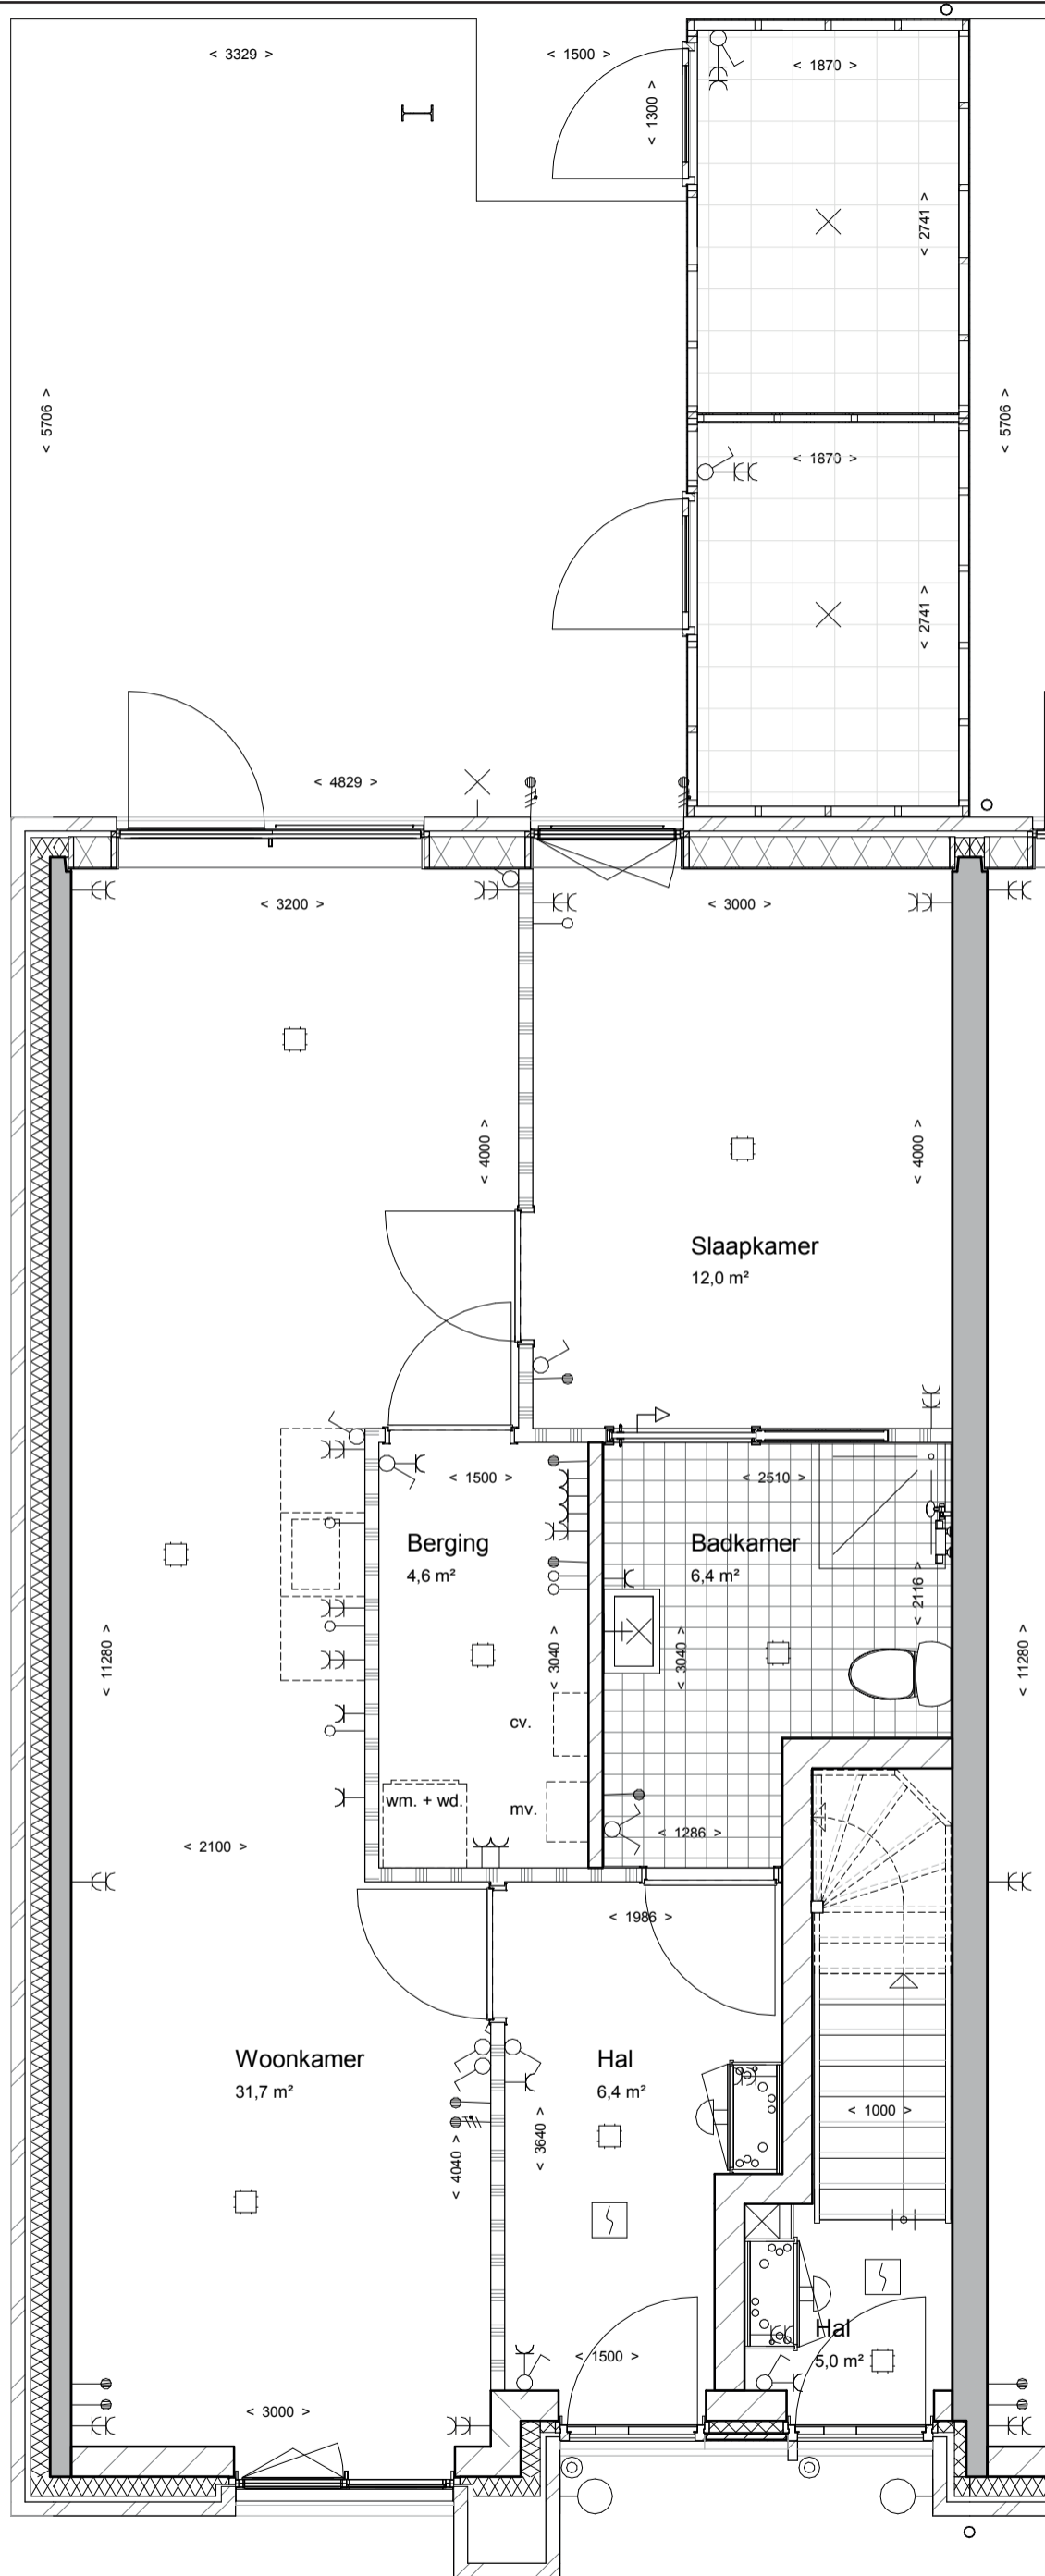 < 3329 >
< 1500 >
< 1870 >
< 1300 >
< 2741 >
< 5706 >
< 5706 >
< 1870 >
< 2741 >
< 4829 >
< 3200 >
< 3000 >
< 4000 >
< 4000 >
Slaapkamer
12,0 m²
< 1500 >
< 2510 >
Berging
4,6 m²
Badkamer
6,4 m²
< 2116 >
< 11280 >
< 3040 >
< 3040 >
< 11280 >
cv.
wm. + wd.
mv.
< 2100 >
< 1286 >
< 1986 >
Woonkamer
31,7 m²
Hal
6,4 m²
< 1000 >
< 4040 >
< 3640 >
Hal
5,0 m²
< 1500 >
< 3000 >